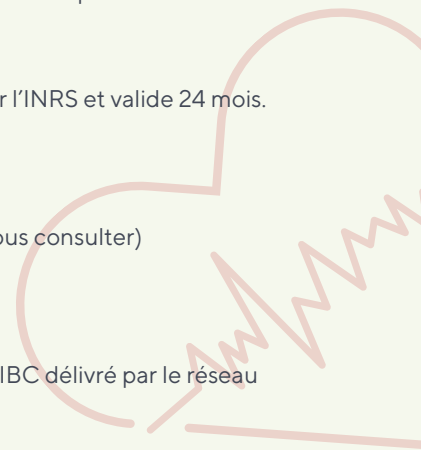 r l’INRS et valide 24 mois.
ous consulter)
IBC délivré par le réseau